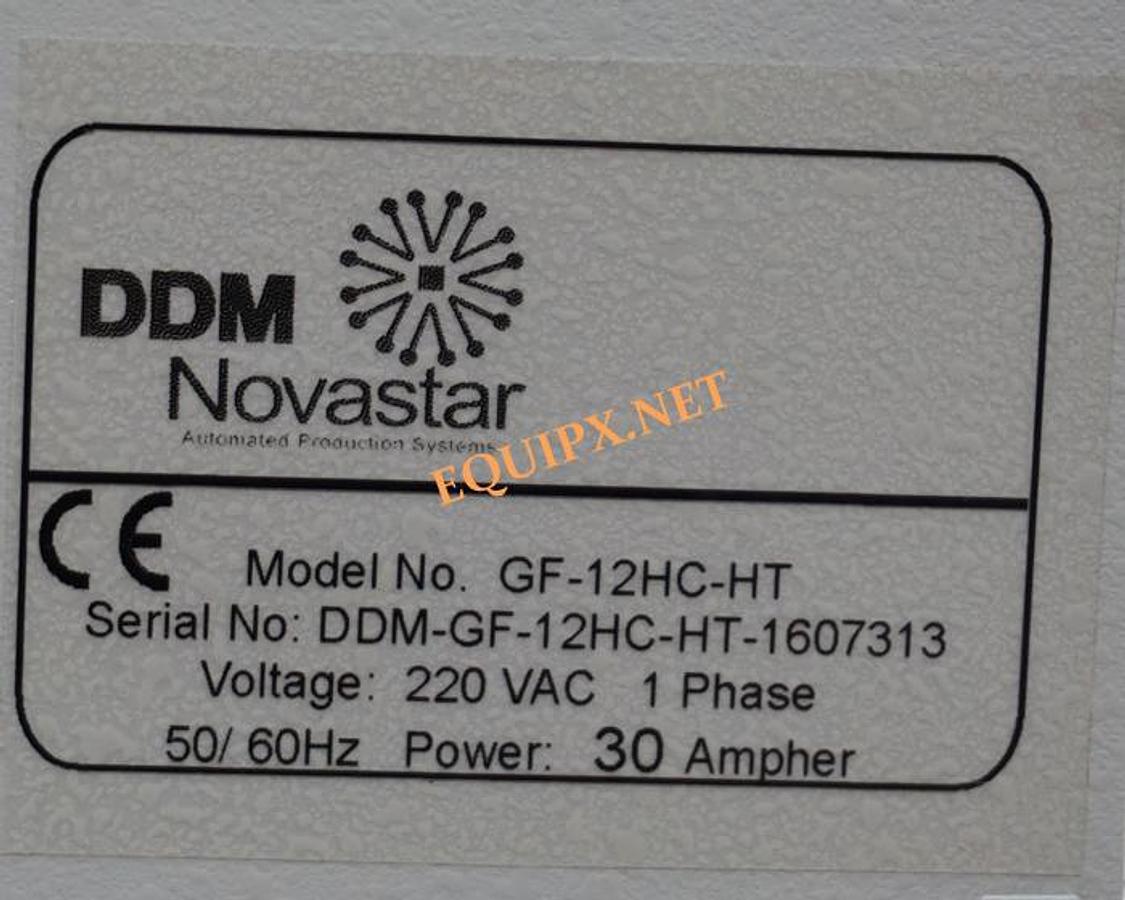 DDM
Novastar
Automated Production Systems
EQUIPX.NET
CE
Model No. GF-12HC-HT
Serial No: DDM-GF-12HC-HT-1607313
Voltage: 220 VAC 1 Phase
50/ 60Hz Power: 30 Ampher